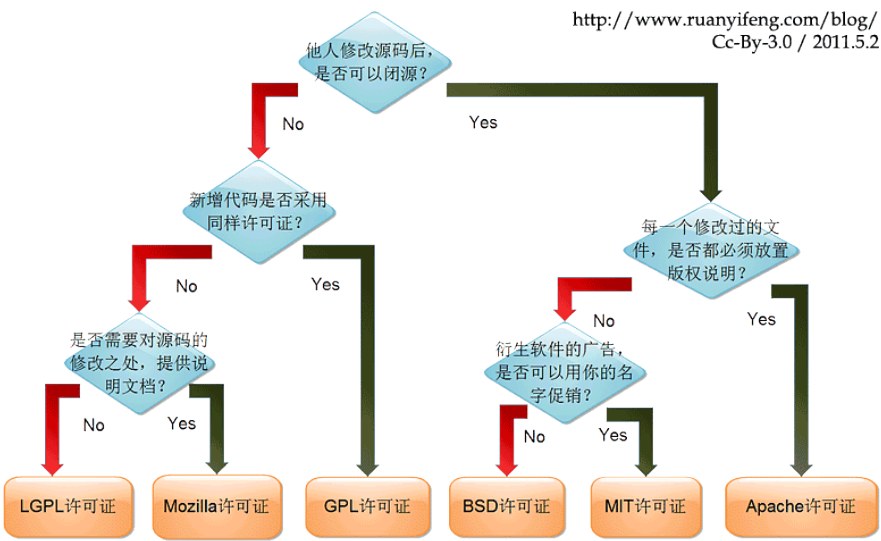 http://www.ruanyifeng.com/blog/
Cc-By-3.0 / 2011.5.2
他人修改源码后，
是否可以闭源？
No
Yes
新增代码是否采用
同样许可证？
每一个修改过的文
件，是否都必须放置
版权说明？
No
Yes
No
Yes
是否需要对源码的
修改之处，提供说
明文档？
衍生软件的广告，
是否可以用你的名
字促销？
No
Yes
No
Yes
LGPL许可证
Mozilla许可证
GPL许可证
BSD许可证
MIT许可证
Apache许可证